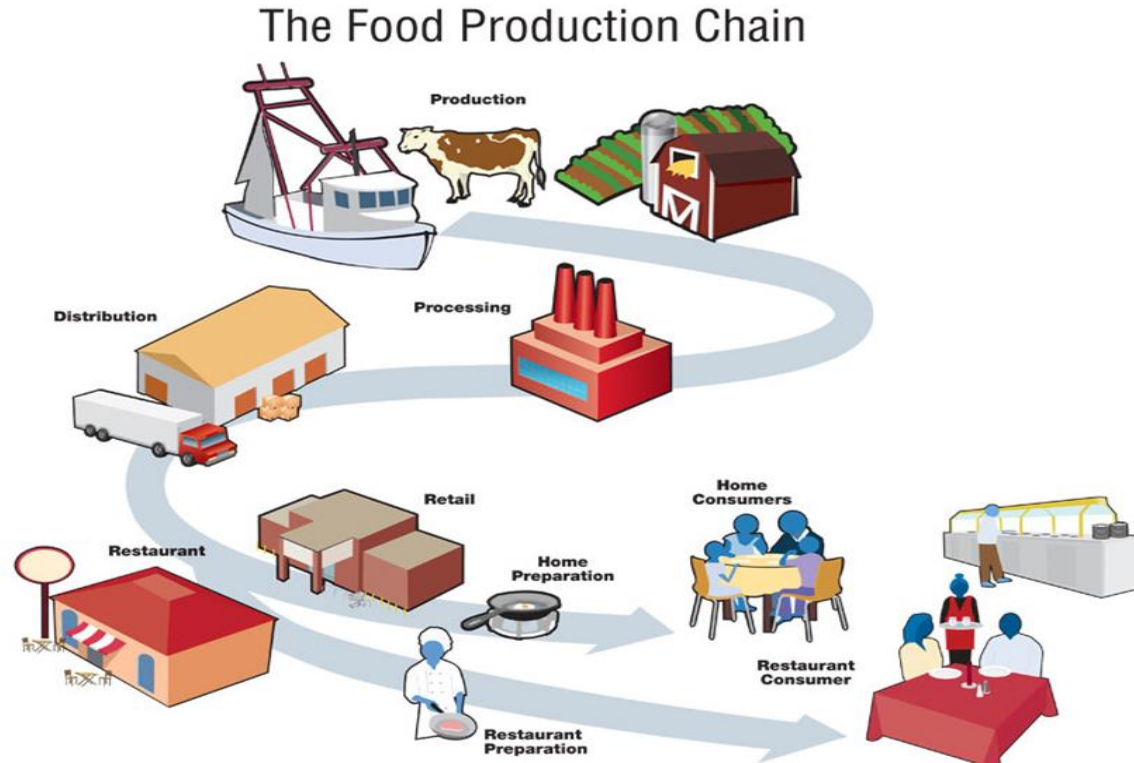 The Food Production Chain
Production
Distribution
Processing
Retail
Home
Consumers
Restaurant
Home
Preparation
Restaurant
Consumer
Restaurant
Preparation